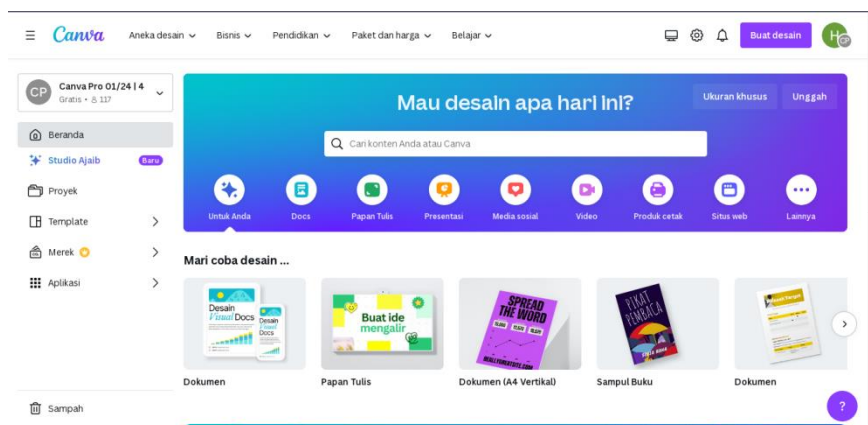 Canva
Aneka desain
Bisnis
Pendidikan
Paket dan harga
Belajar
Buat desain
H
CP
CP
Canva Pro 01/24 | 4
Gratis • 117
Beranda
Studio Ajaib
Baru
Proyek
Template
Merek
Aplikasi
Sampah
Mau desain apa hari ini?
Ukuran khusus
Unggah
Cari konten Anda atau Canva
Untuk Anda
Docs
Papan Tulis
Presentasi
Media sosial
Video
Produk cetak
Situs web
Lainnya
Mari coba desain ...
Desain
Visual Docs
Desain
Visual
Docs
Buat ide
mengalir
SPREAD
THE WORD
PIKAT
PEMBACA
Dokumen
Papan Tulis
Dokumen (A4 Vertikal)
Sampul Buku
Dokumen
?